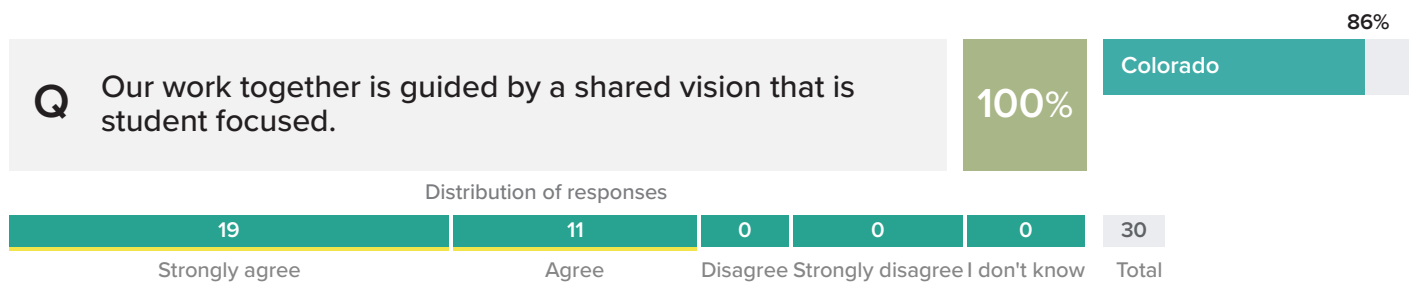 86%
Q
Our work together is guided by a shared vision that is
student focused.
100%
Colorado
Distribution of responses
19 11 0 0 0 30
Strongly agree Agree Disagree Strongly disagree I don't know Total